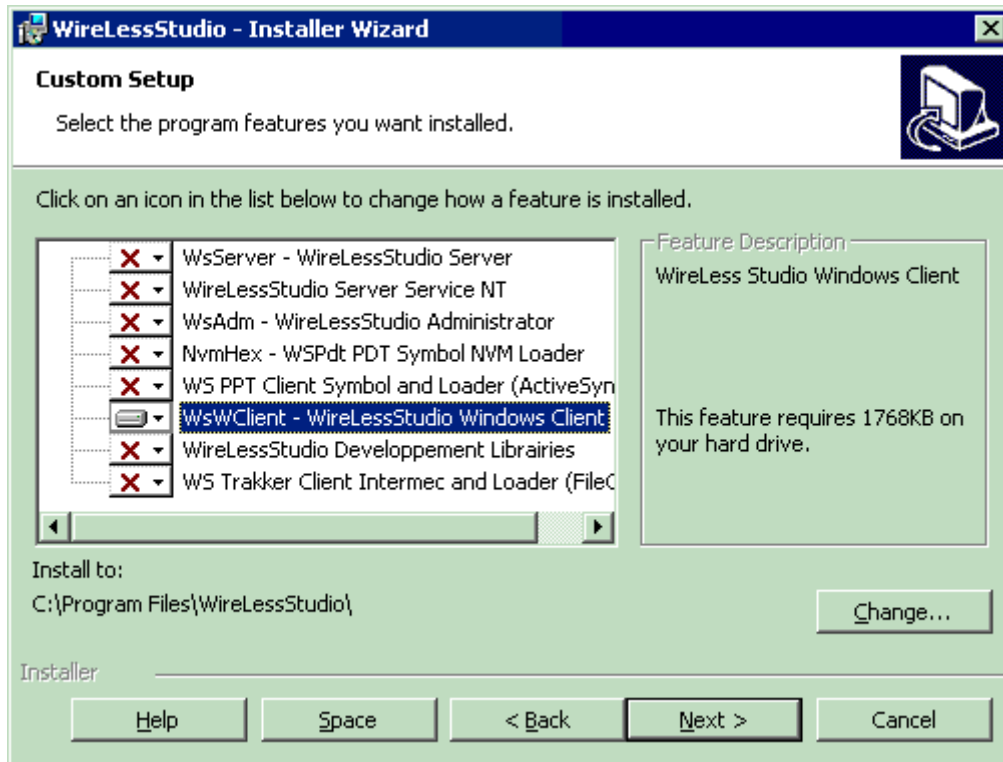 WireLessStudio - Installer Wizard
Custom Setup
Select the program features you want installed.
Click on an icon in the list below to change how a feature is installed.
WsServer - WireLessStudio Server
WireLessStudio Server Service NT
WsAdm - WireLessStudio Administrator
NvmHex - WSPdt PDT Symbol NVM Loader
WS PPT Client Symbol and Loader (ActiveSyn
WsWClient - WireLessStudio Windows Client
WireLessStudio Developpement Librairies
WS Trakker Client Intermec and Loader (FileC
Feature Description
WireLess Studio Windows Client
This feature requires 1768KB on
your hard drive.
Install to:
C:\Program Files\WireLessStudio\
Change...
Installer
Help
Space
< Back
Next >
Cancel